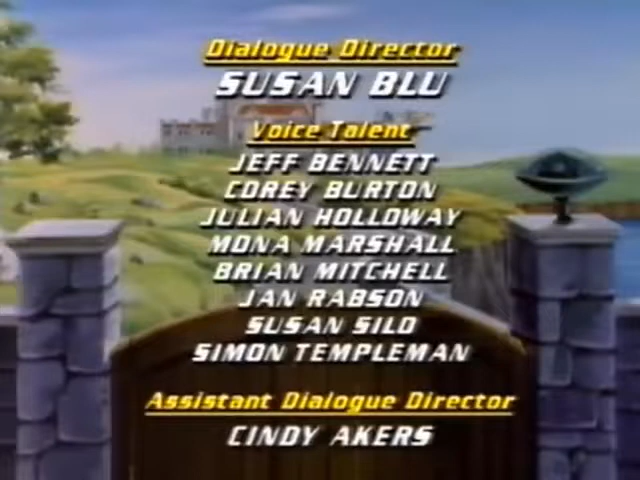 Dialogue Director
SUSAN BLU
Voice Talent
JEFF BENNETT
COREY BURTON
JULIAN HOLLOWAY
MONA MARSHALL
BRIAN MITCHELL
JAN RABSON
SUSAN SILO
SIMON TEMPLEMAN
Assistant Dialogue Director
CINDY AKERS